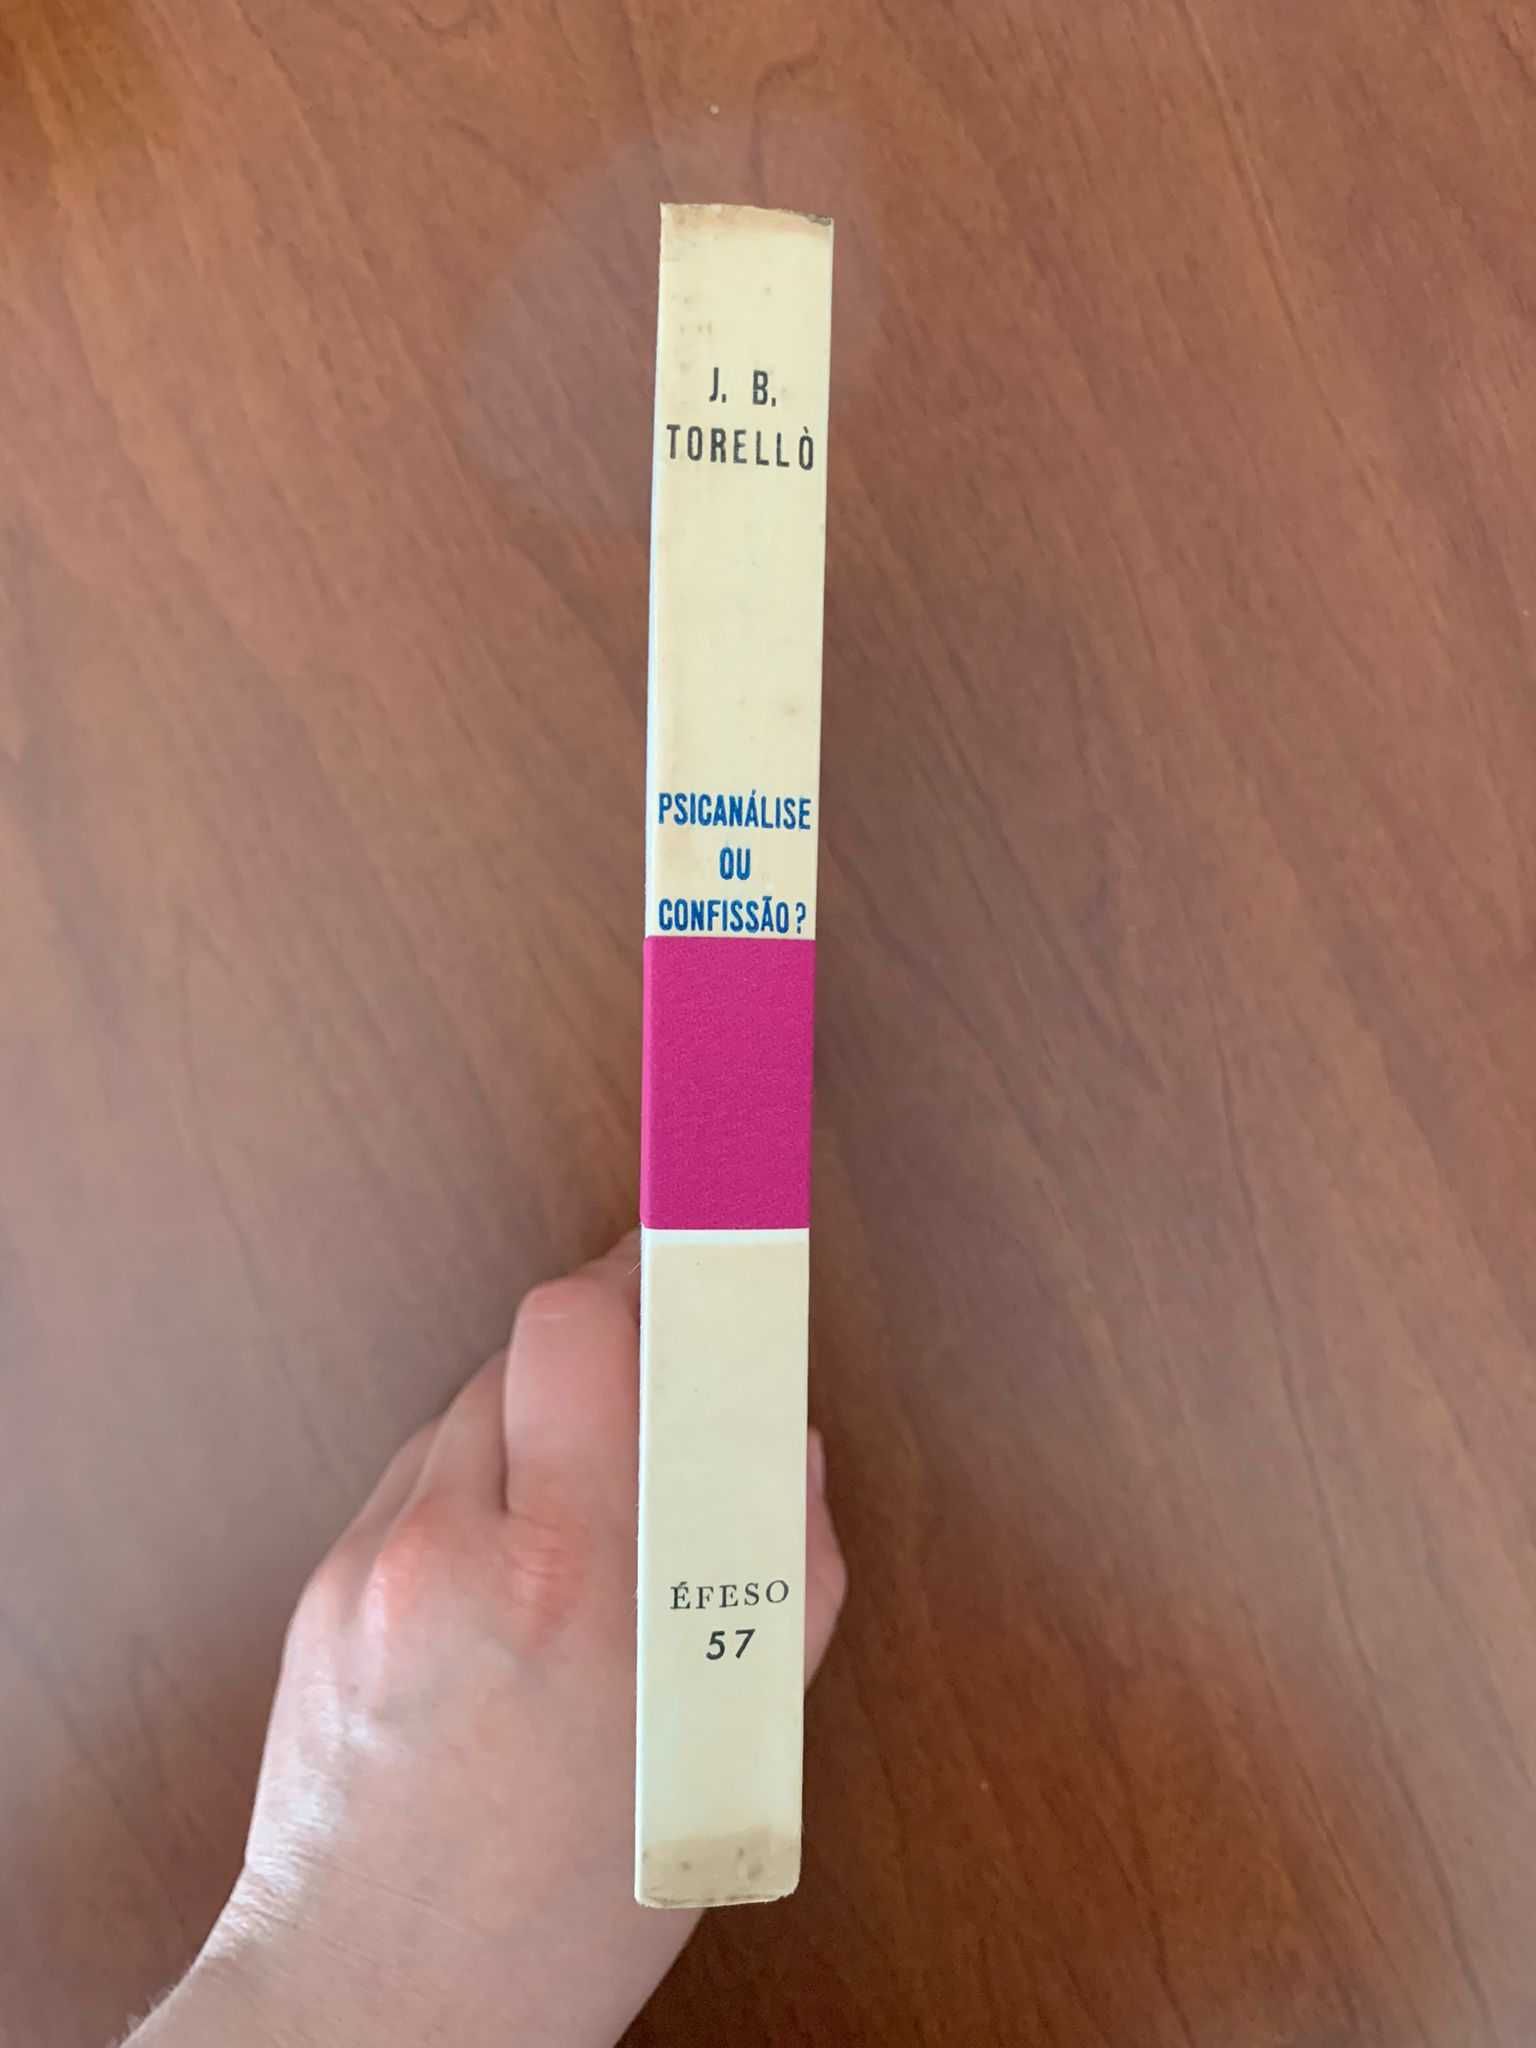 J. B.
TORELLÒ
PSICANÁLISE
OU
CONFISSÃO?
ÉFESO
57